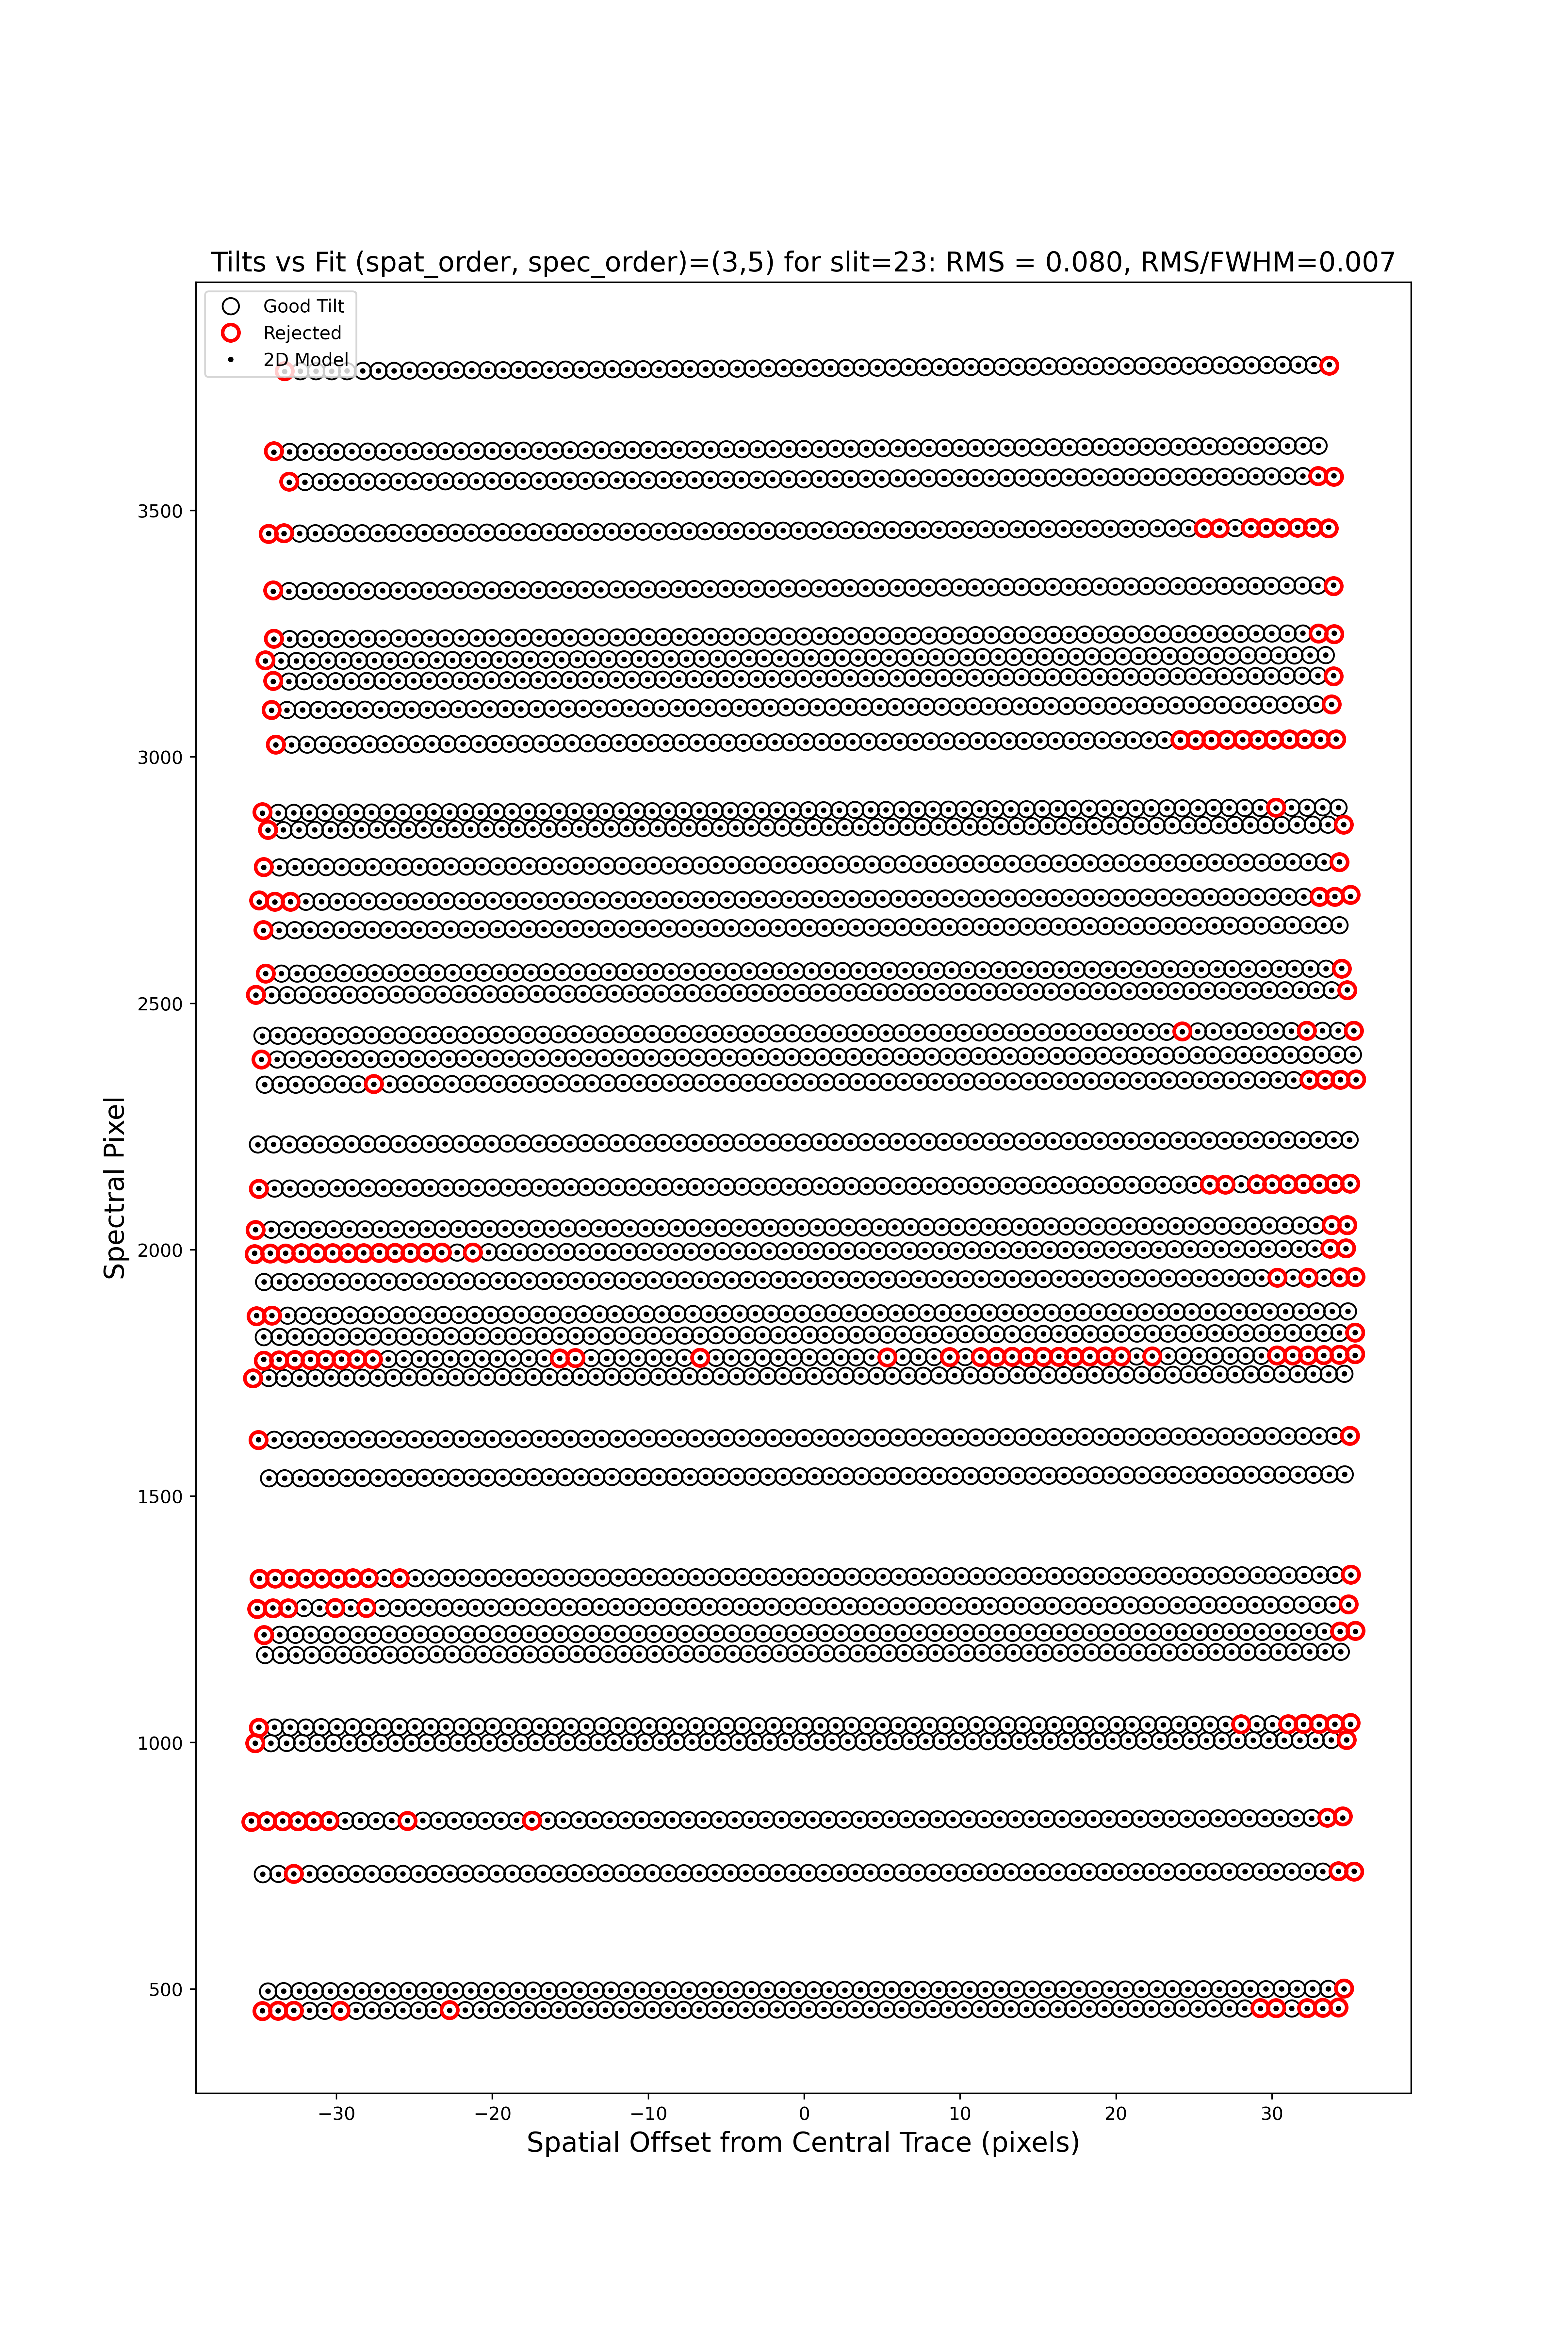 Tilts vs Fit (spat_order, spec_order)=(3,5) for slit=23: RMS = 0.080, RMS/FWHM=0.007
Good Tilt
Rejected
2D Model
3500
3000
2500
2000
1500
1000
500
Spectral Pixel
−30 −20 −10 0 10 20 30
Spatial Offset from Central Trace (pixels)